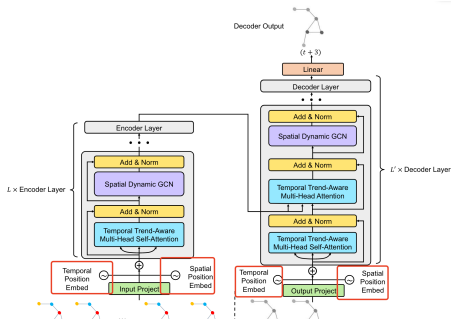 Decoder Output
(t + 3)
Linear
Decoder Layer
• • •
Add & Norm
Spatial Dynamic GCN
Add & Norm
Temporal Trend-Aware
Multi-Head Attention
Add & Norm
Temporal Trend-Aware
Multi-Head Self-Attention
L′ × Decoder Layer
Temporal
Position
Embed
Spatial
Position
Embed
Output Project
Encoder Layer
• • •
Add & Norm
Spatial Dynamic GCN
Add & Norm
Temporal Trend-Aware
Multi-Head Self-Attention
L × Encoder Layer
Temporal
Position
Embed
Spatial
Position
Embed
Input Project